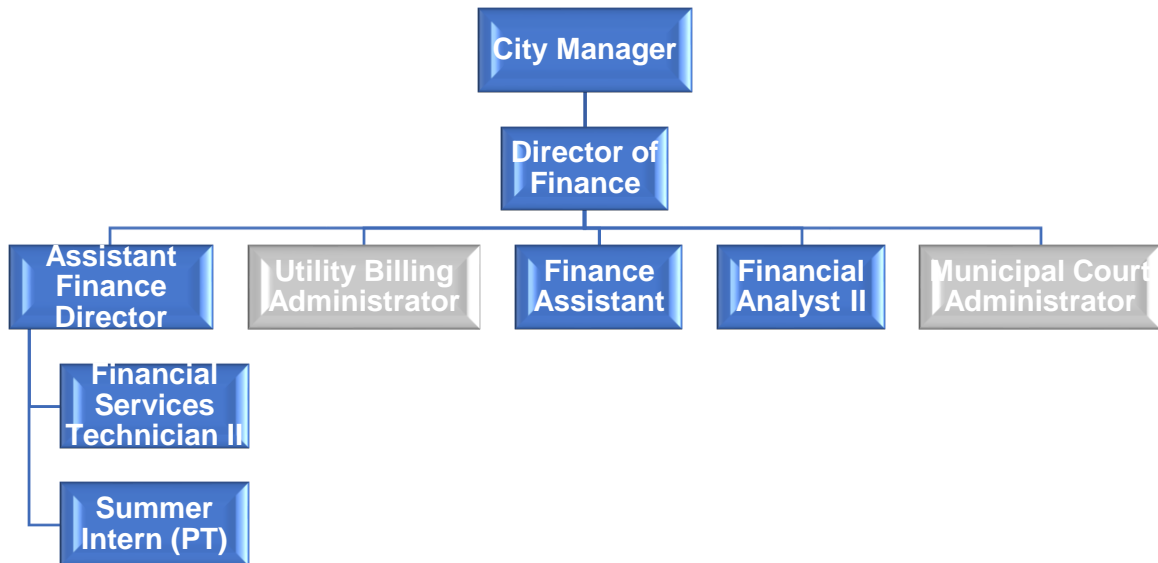 City Manager
Director of
Finance
Assistant
Finance
Director
Utility Billing
Administrator
Finance
Assistant
Financial
Analyst II
Municipal Court
Administrator
Financial
Services
Technician II
Summer
Intern (PT)